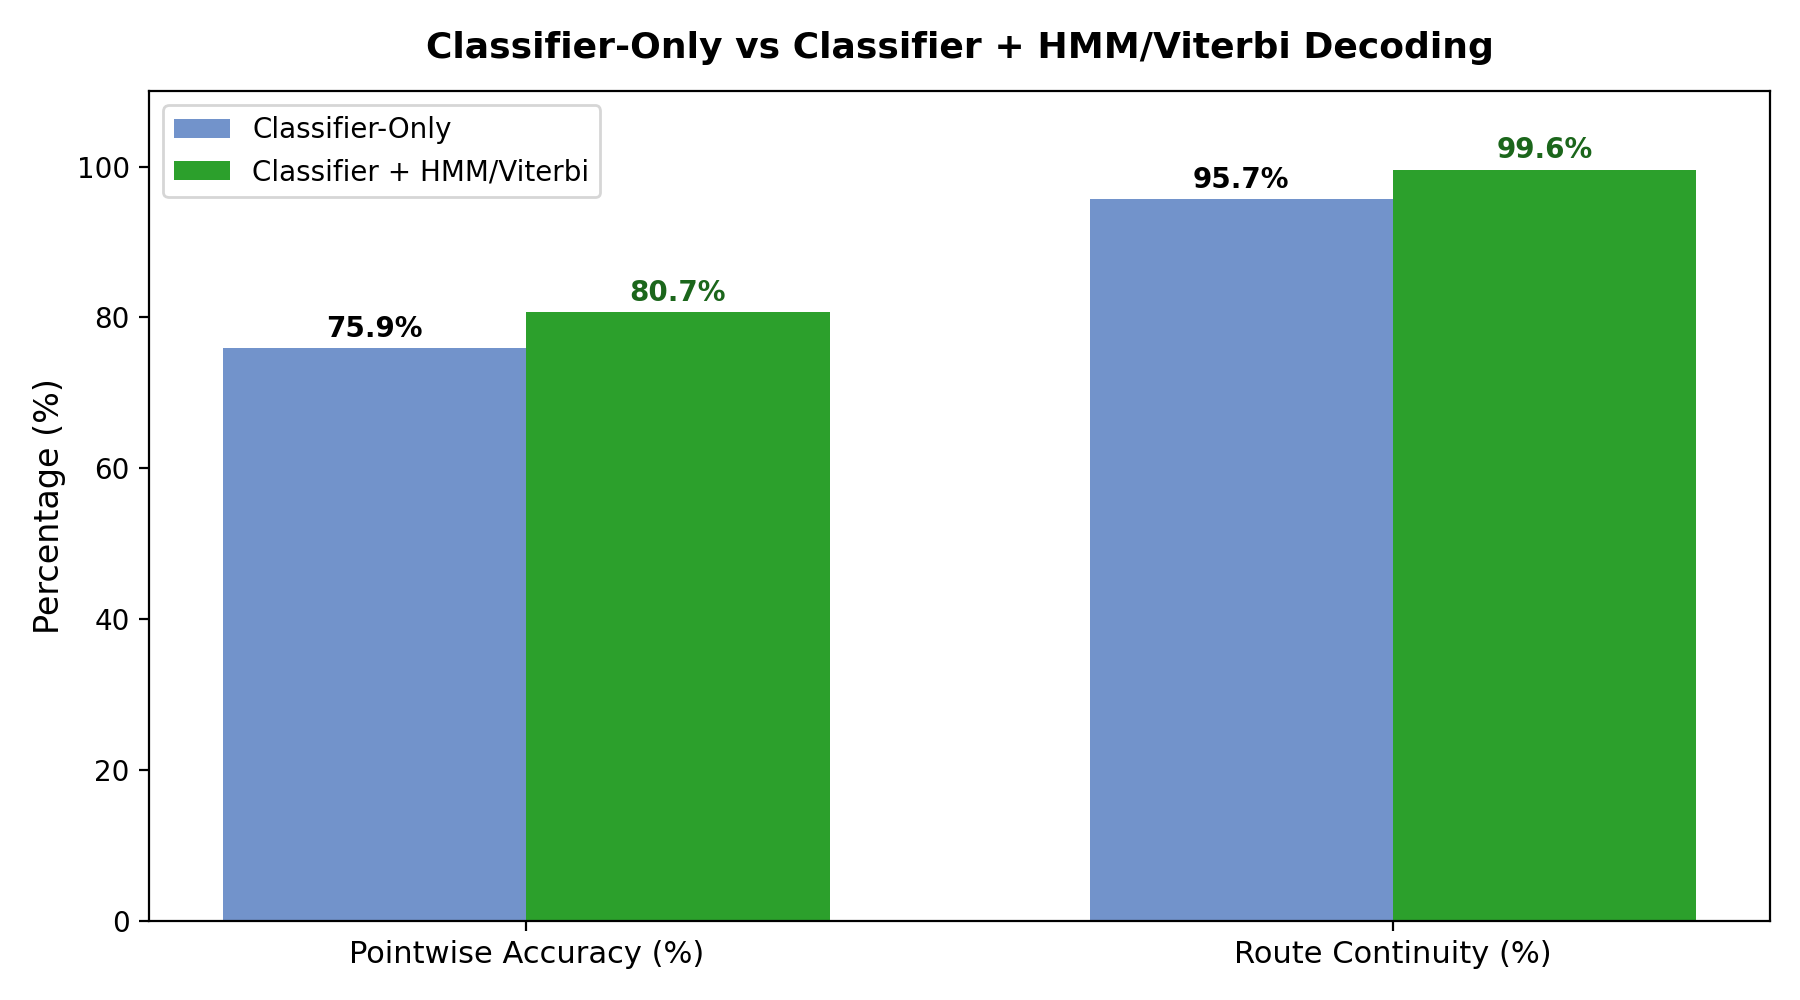 Classifier-Only vs Classifier + HMM/Viterbi Decoding
Classifier-Only
Classifier + HMM/Viterbi
Percentage (%)
100
80
60
40
20
0
75.9%
80.7%
95.7%
99.6%
Pointwise Accuracy (%)
Route Continuity (%)